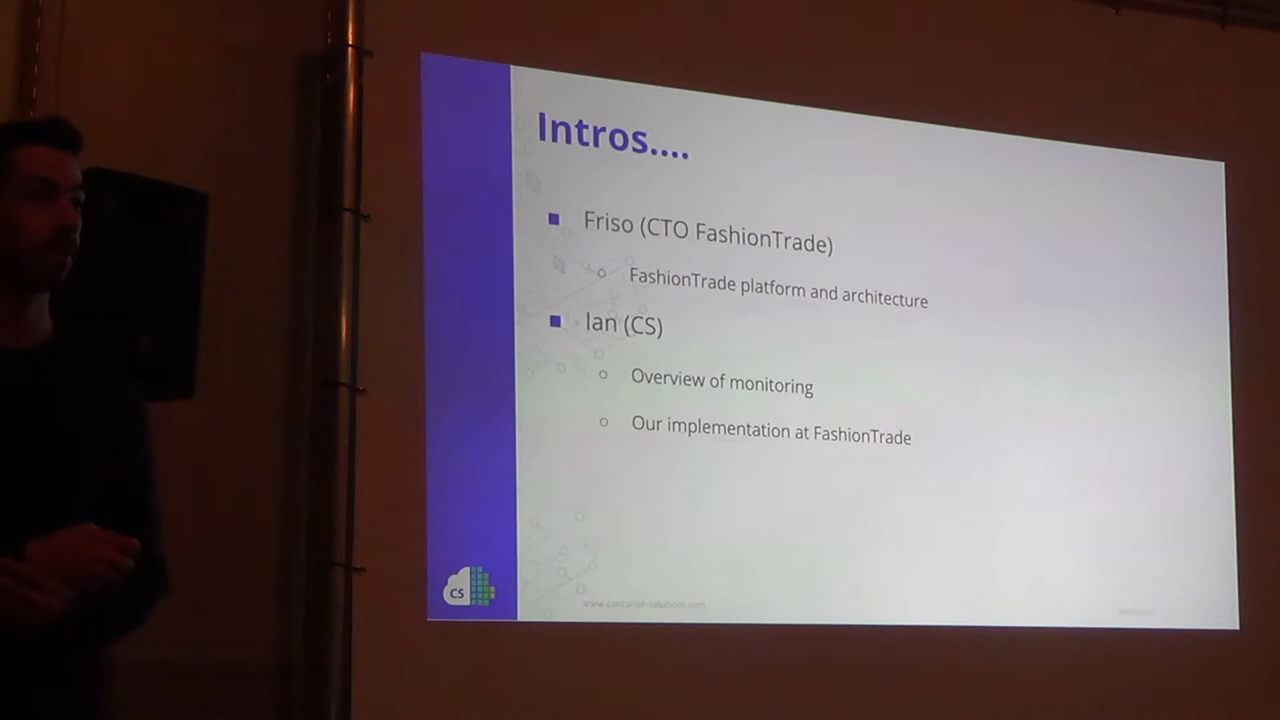 Intros....
Friso (CTO FashionTrade)
FashionTrade platform and architecture
Ian (CS)
Overview of monitoring
Our implementation at FashionTrade
CS
www.container-solutions.com